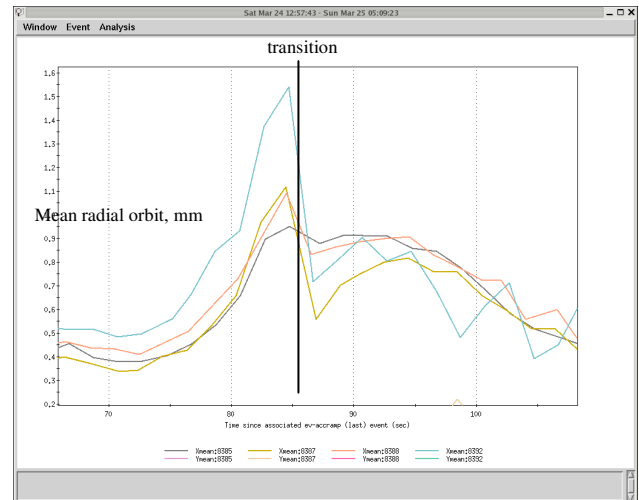 Sat Mar 24 12:57:43 - Sun Mar 25 05:09:23
Window Event Analysis
transition
1.6
1.5
1.4
1.3
1.2
1.1
Mean radial orbit, mm
1.0
0.9
0.8
0.7
0.6
0.5
0.4
0.3
0.2
70 80 90 100
Time since associated ev-accramp (last) event (sec)
Xmean:8385 Xmean:8387 Xmean:8388 Xmean:8392
Ymean:8385 Ymean:8387 Ymean:8388 Ymean:8392